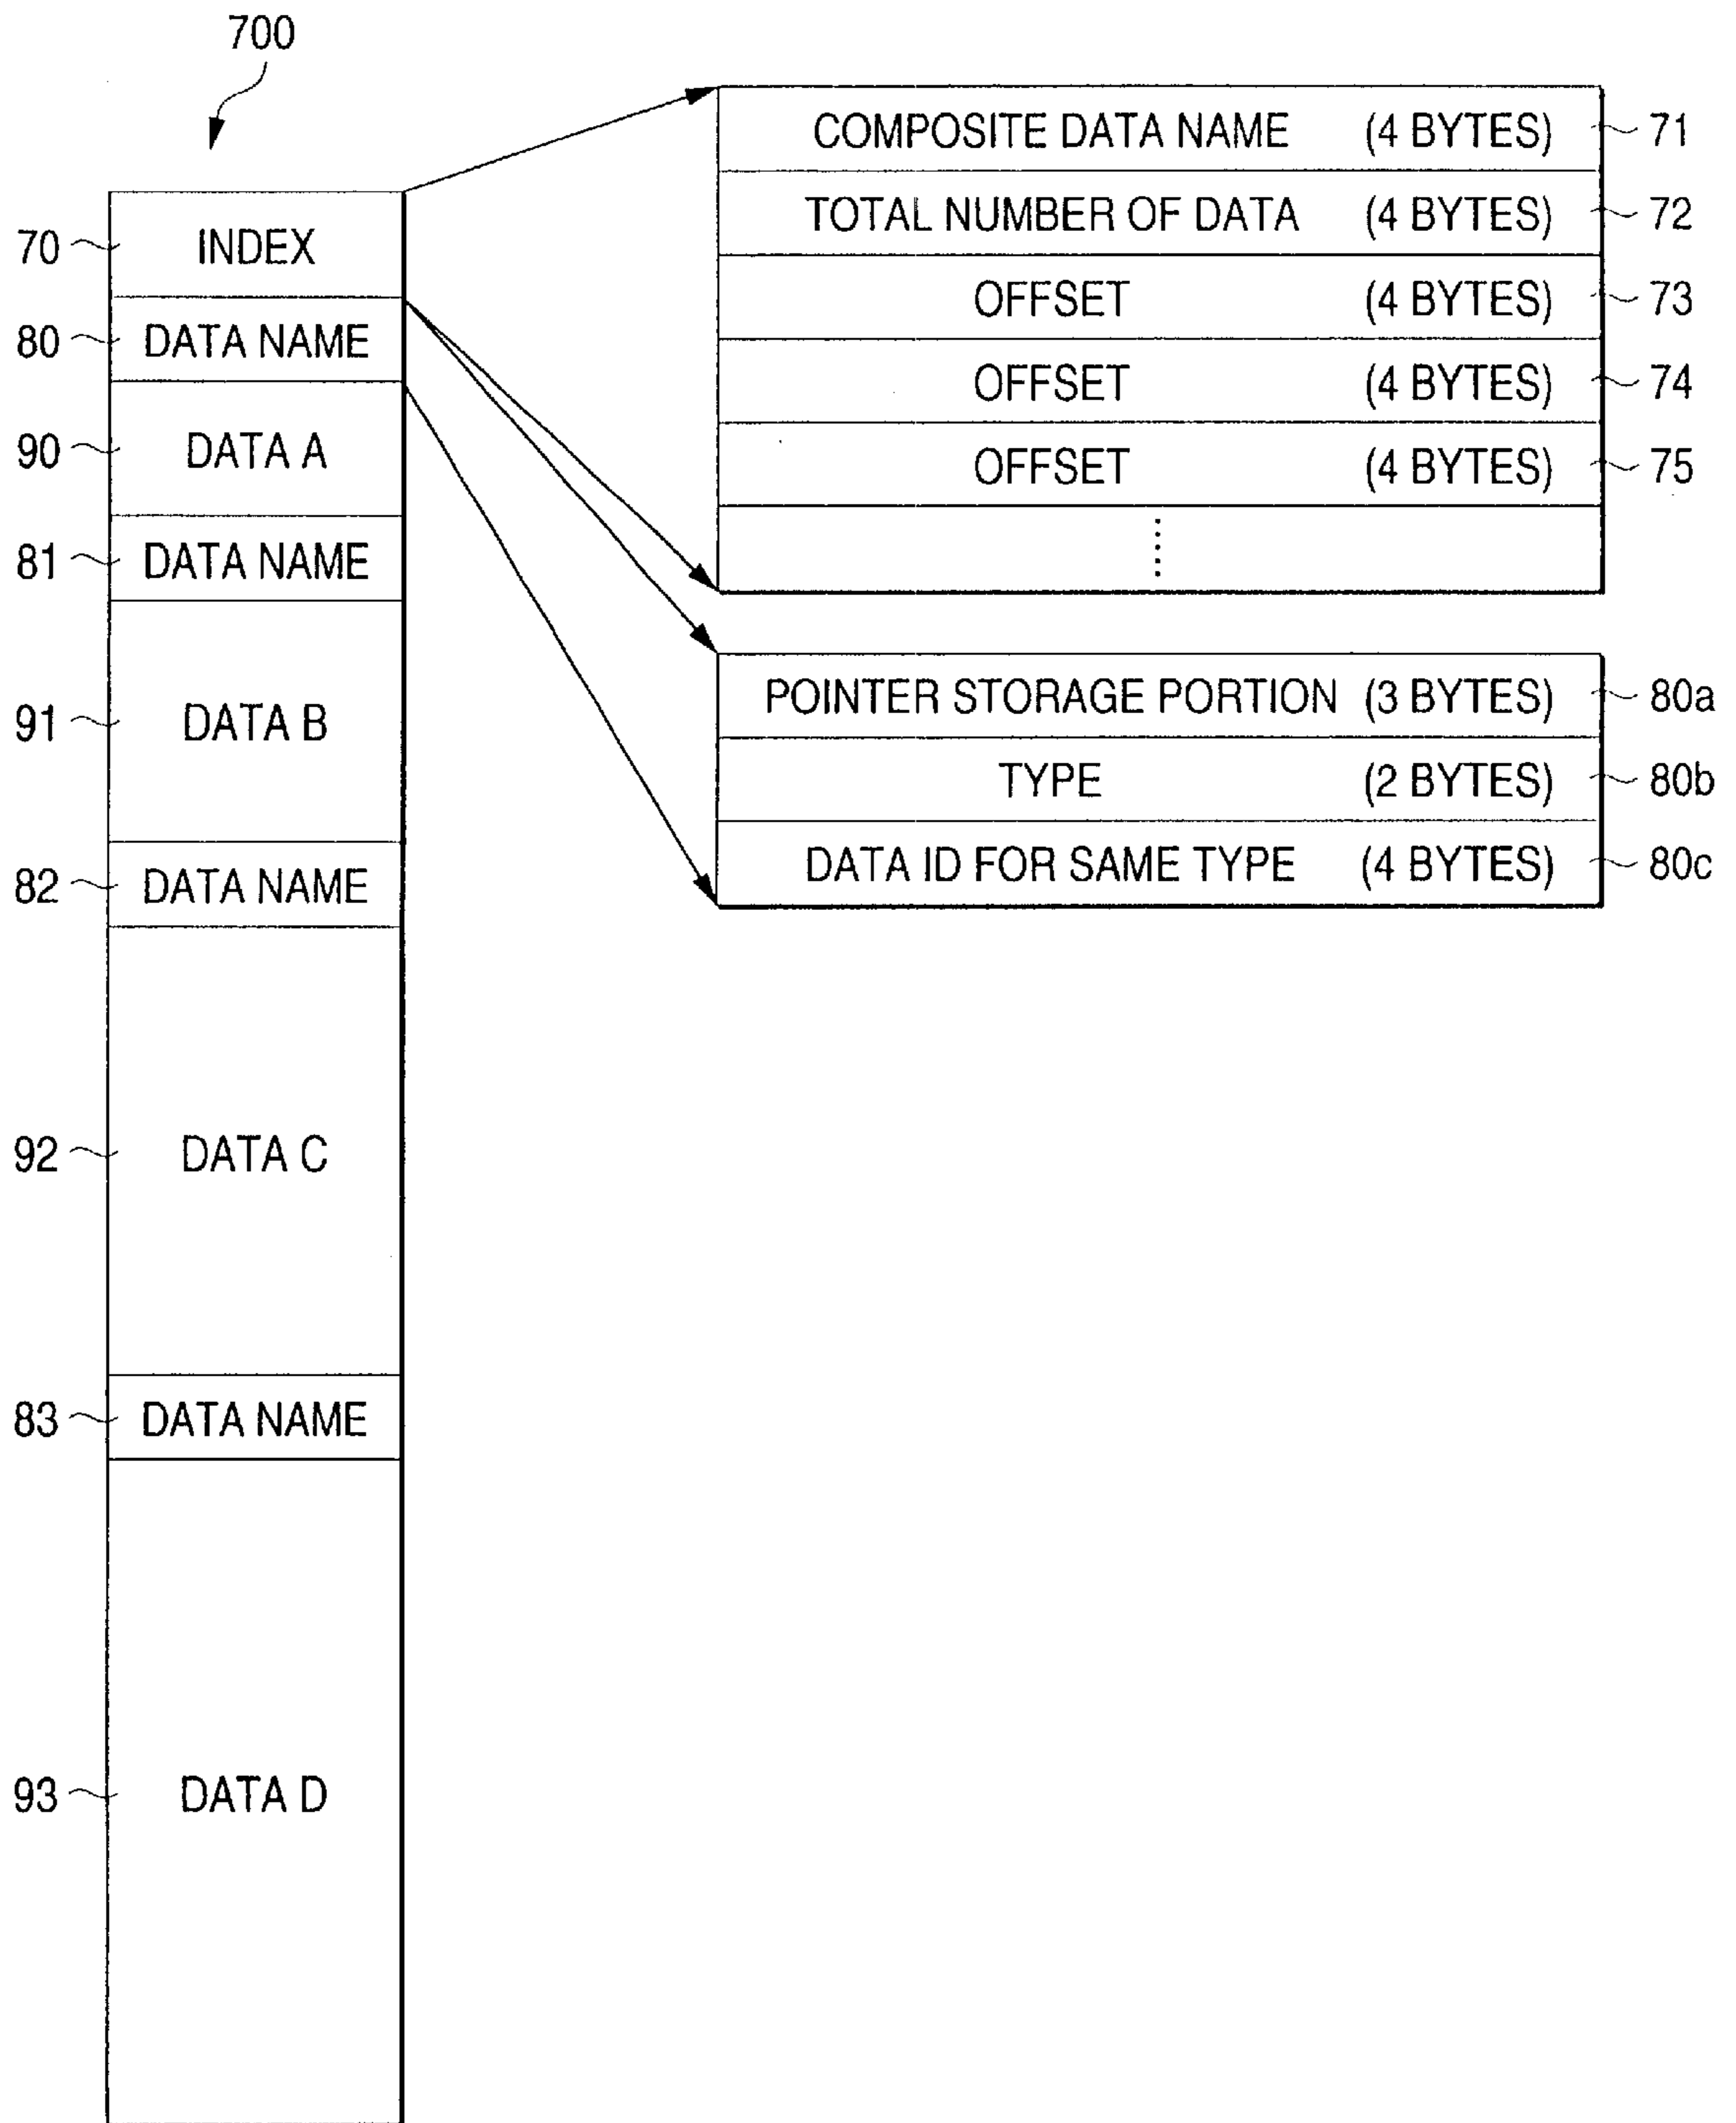 700
70 INDEX
80 DATA NAME
90 DATA A
81 DATA NAME
91 DATA B
82 DATA NAME
92 DATA C
83 DATA NAME
93 DATA D
COMPOSITE DATA NAME (4 BYTES) 71
TOTAL NUMBER OF DATA (4 BYTES) 72
OFFSET (4 BYTES) 73
OFFSET (4 BYTES) 74
OFFSET (4 BYTES) 75
POINTER STORAGE PORTION (3 BYTES) 80a
TYPE (2 BYTES) 80b
DATA ID FOR SAME TYPE (4 BYTES) 80c